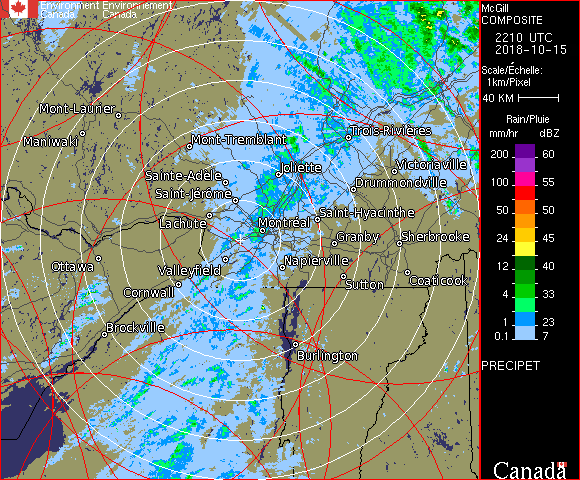 Environment Environnement
Canada Canada
McGill
COMPOSITE
2210 UTC
2018-10-15
Scale/Échelle:
1km/Pixel
40 KM
Rain/Pluie
mm/hr dBZ
200 60
100 55
50 50
24 45
12 40
4 33
1 23
0.1 7
PRECIPET
Canada
Mont-Laurier
Maniwaki
Mont-Tremblant
Trois-Rivières
Joliette
Victoriaville
Sainte-Adèle
Drummondville
Saint-Jérôme
Lachute
Saint-Hyacinthe
Montréal
Granby
Sherbrooke
Ottawa
Valleyfield
Napierville
Cornwall
Sutton
Coaticook
Brockville
Burlington